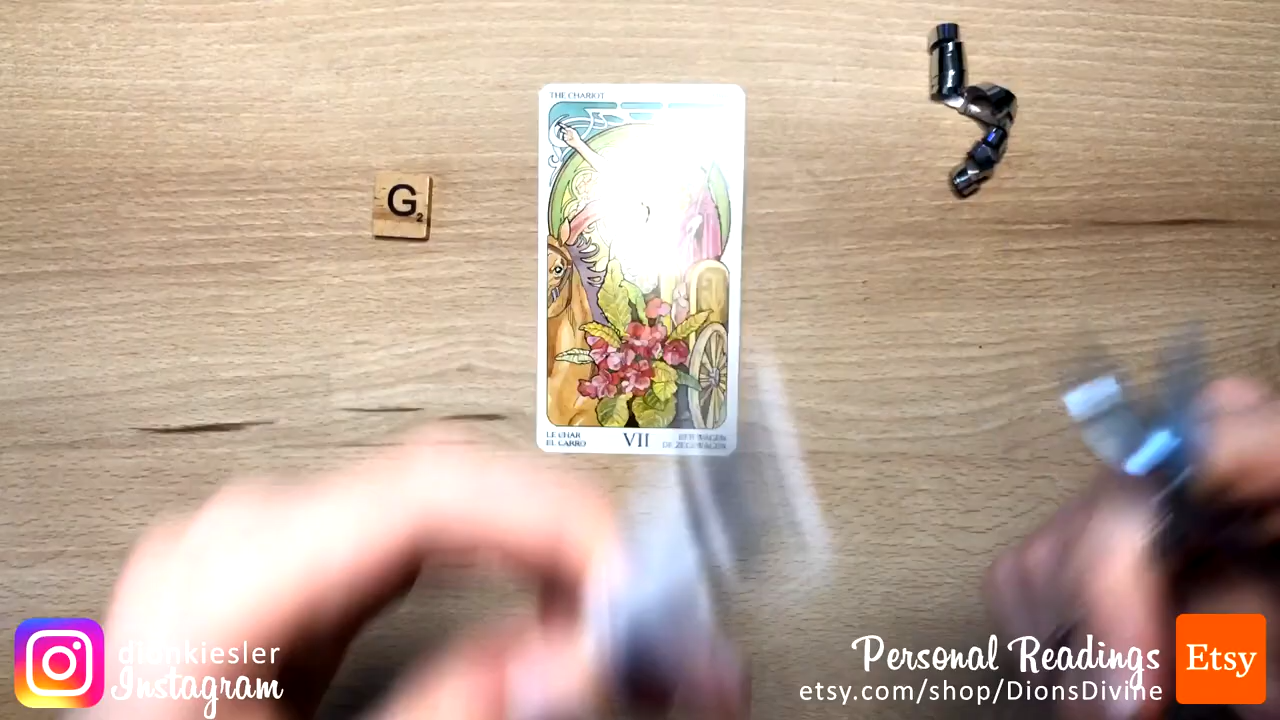 THE CHARIOT
G2
LE CHAR
EL CARRO
VII
dionkiesler
Instagram
Personal Readings
etsy.com/shop/DionsDivine
Etsy